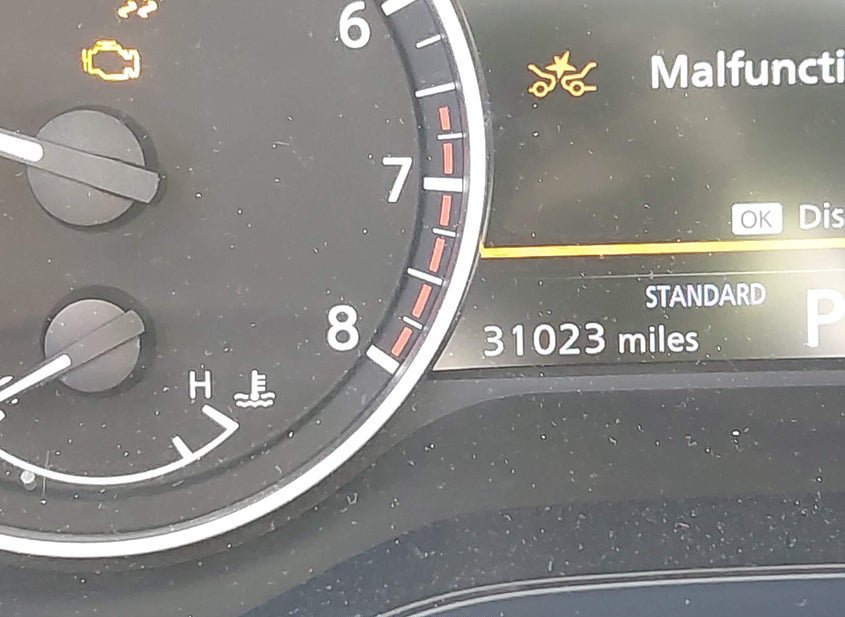 6
Malfuncti
7
OK Dis
STANDARD
P
8
31023 miles
H